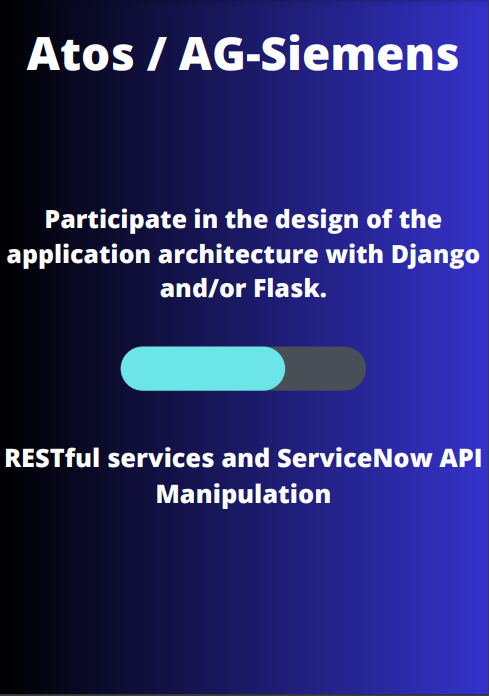 Atos / AG-Siemens
Participate in the design of the
application architecture with Django
and/or Flask.
RESTful services and ServiceNow API
Manipulation